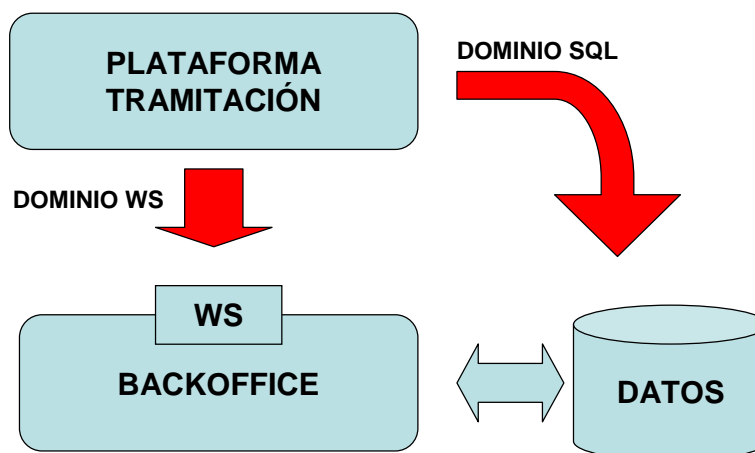 PLATAFORMA
TRAMITACIÓN
DOMINIO SQL
DOMINIO WS
WS
BACKOFFICE
DATOS